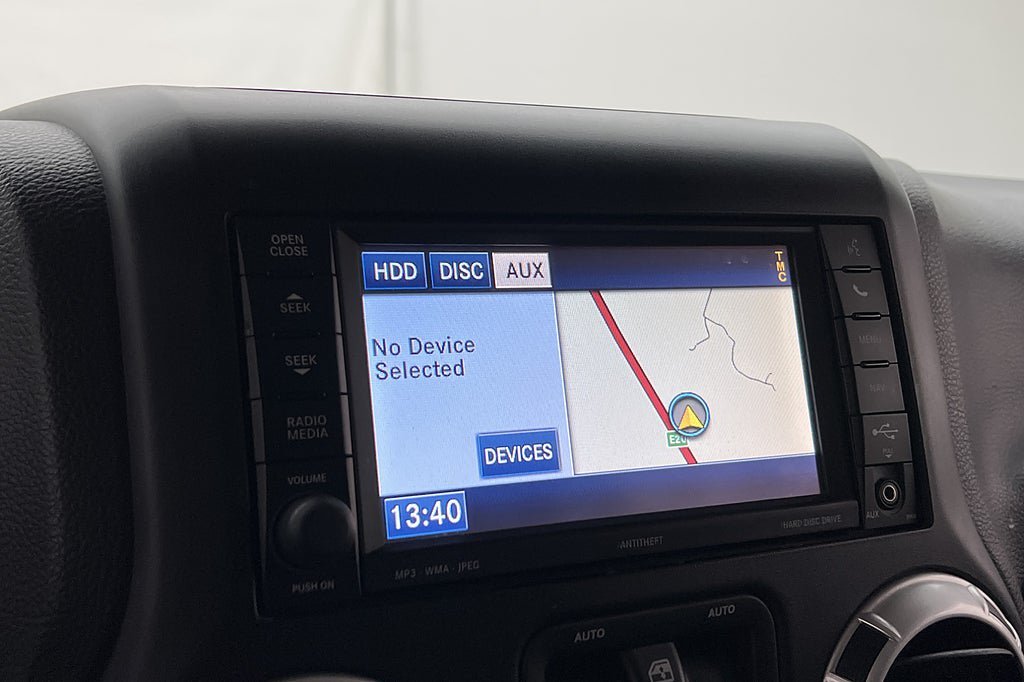 OPEN
CLOSE
SEEK
SEEK
RADIO
MEDIA
VOLUME
PUSH ON
HDD
DISC
AUX
TMC
No Device
Selected
DEVICES
E20
13:40
MENU
NAV
AUX
MP3 - WMA - JPEG
ANTITHEFT
HARD DISC DRIVE
AUTO
AUTO